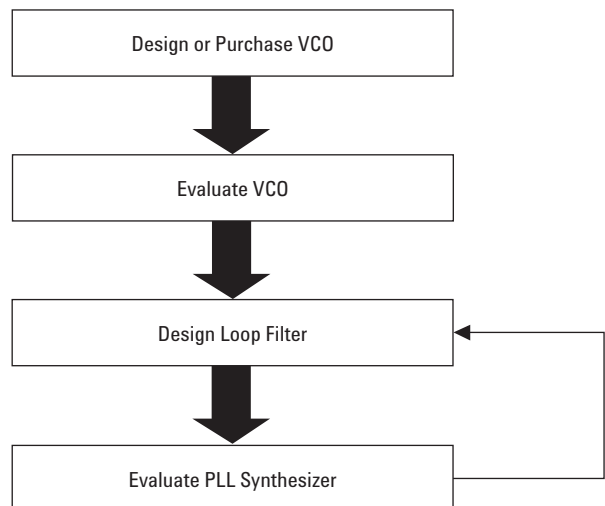 Design or Purchase VCO
Evaluate VCO
Design Loop Filter
Evaluate PLL Synthesizer